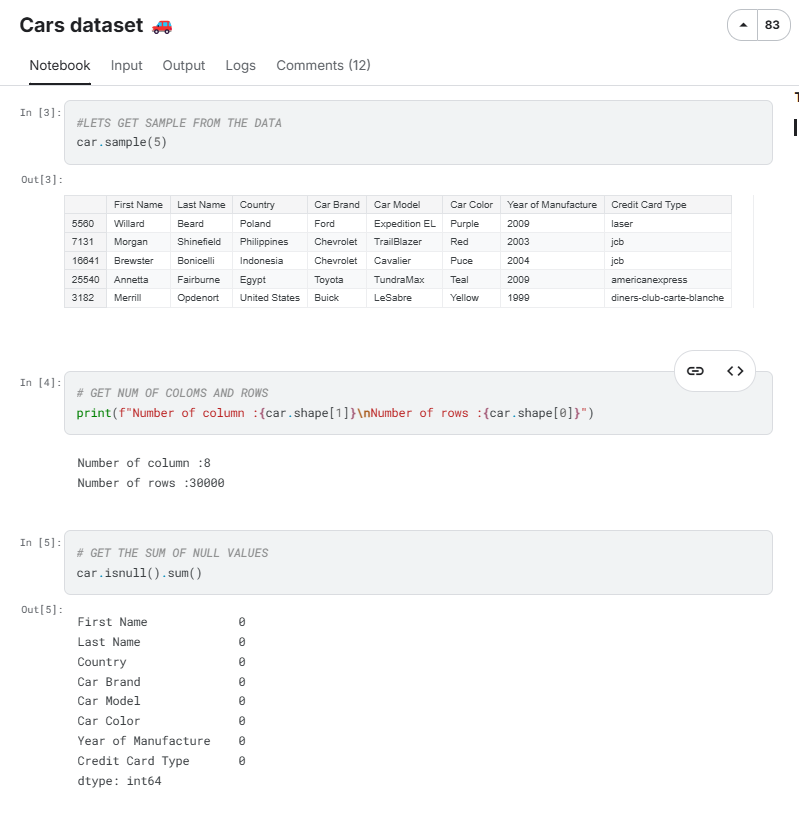 Cars dataset 🚗
83
Notebook Input Output Logs Comments (12)
In [3]:
#LETS GET SAMPLE FROM THE DATA
car.sample(5)
Out[3]:
First Name Last Name Country Car Brand Car Model Car Color Year of Manufacture Credit Card Type
5560 Willard Beard Poland Ford Expedition EL Purple 2009 laser
7131 Morgan Shinefield Philippines Chevrolet TrailBlazer Red 2003 jcb
16641 Brewster Bonicelli Indonesia Chevrolet Cavalier Puce 2004 jcb
25540 Annetta Fairburne Egypt Toyota TundraMax Teal 2009 americanexpress
3182 Merrill Opdenort United States Buick LeSabre Yellow 1999 diners-club-carte-blanche
In [4]:
# GET NUM OF COLOMS AND ROWS
print(f"Number of column :{car.shape[1]}\nNumber of rows :{car.shape[0]}")
Number of column :8
Number of rows :30000
In [5]:
# GET THE SUM OF NULL VALUES
car.isnull().sum()
Out[5]:
First Name 0
Last Name 0
Country 0
Car Brand 0
Car Model 0
Car Color 0
Year of Manufacture 0
Credit Card Type 0
dtype: int64